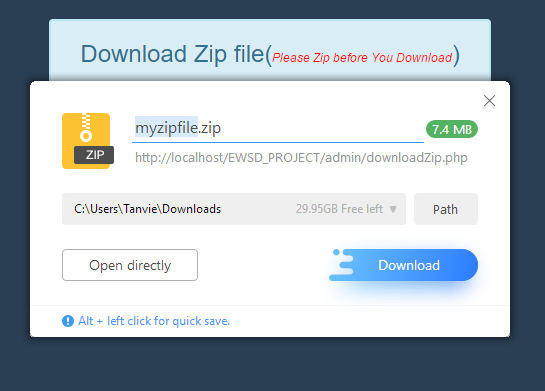 Download Zip file(Please Zip before You Download)
ZIP
myzipfile.zip
7.4 MB
http://localhost/EWSD_PROJECT/admin/downloadZip.php
C:\Users\Tanvie\Downloads 29.95GB Free left ▼ Path
Open directly Download
Alt + left click for quick save.